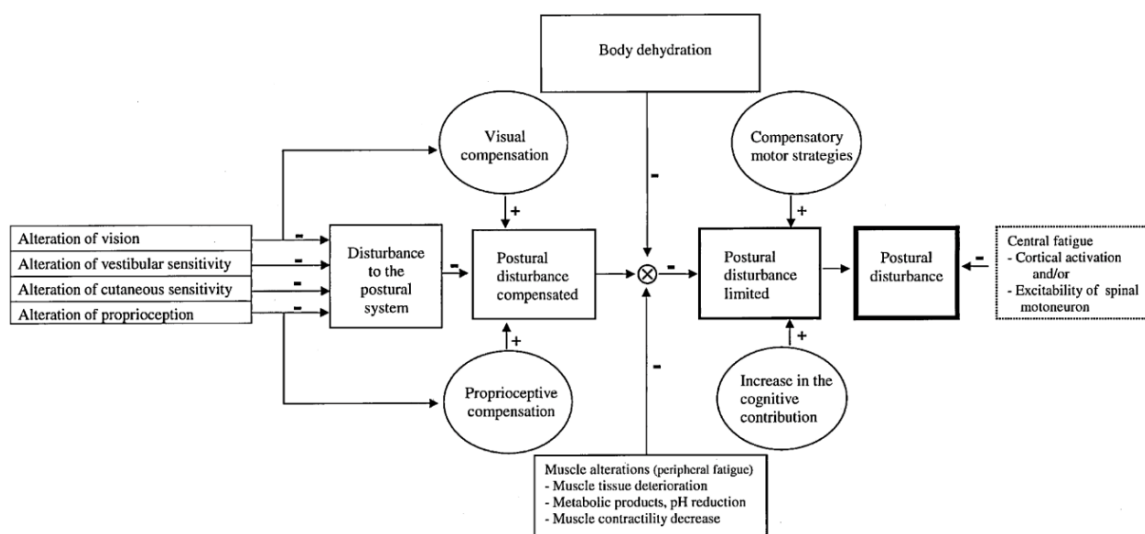 Body dehydration
Visual
compensation
Compensatory
motor strategies
-
+
+
Alteration of vision
Alteration of vestibular sensitivity
Alteration of cutaneous sensitivity
Alteration of proprioception
-
-
-
-
Disturbance
to the
postural
system
-
Postural
disturbance
compensated
-
Postural
disturbance
limited
Postural
disturbance
-
Central fatigue
- Cortical activation
and/or
- Excitability of spinal
motoneuron
+
-
+
Proprioceptive
compensation
Increase in the
cognitive
contribution
Muscle alterations (peripheral fatigue)
- Muscle tissue deterioration
- Metabolic products, pH reduction
- Muscle contractility decrease